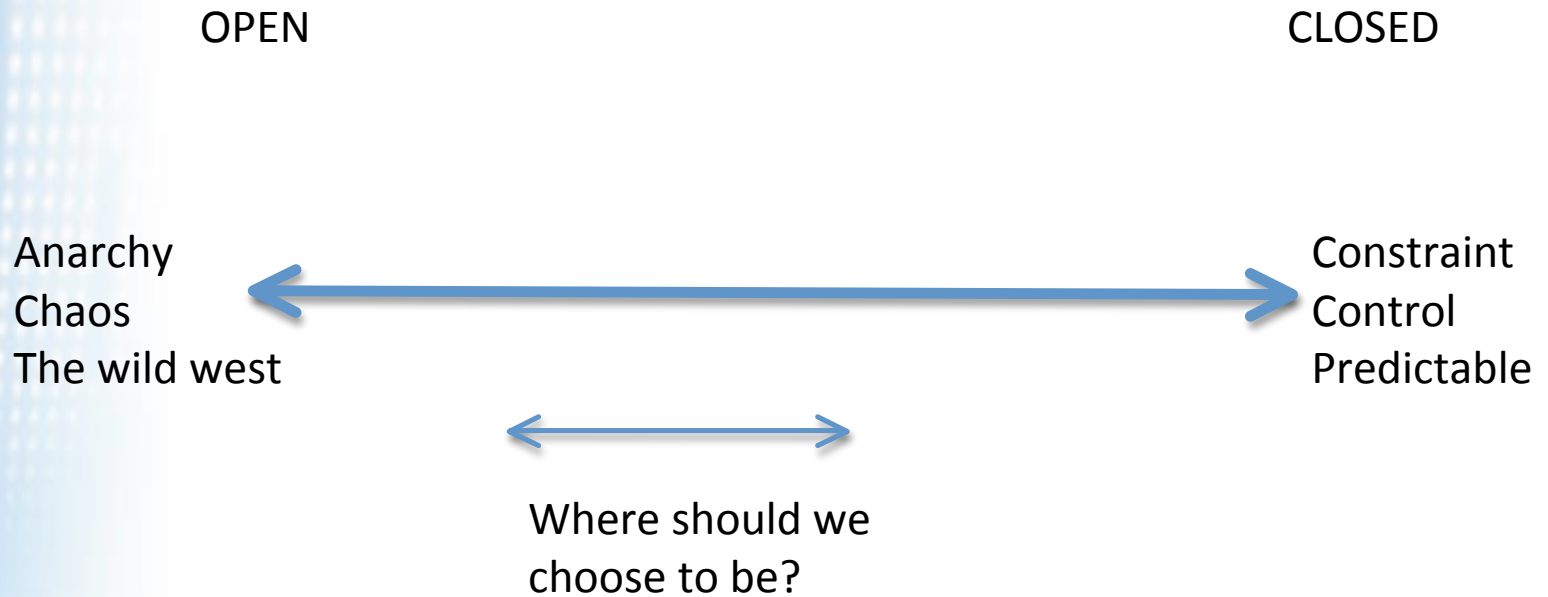 OPEN
CLOSED
Anarchy
Chaos
The wild west
Constraint
Control
Predictable
Where should we
choose to be?